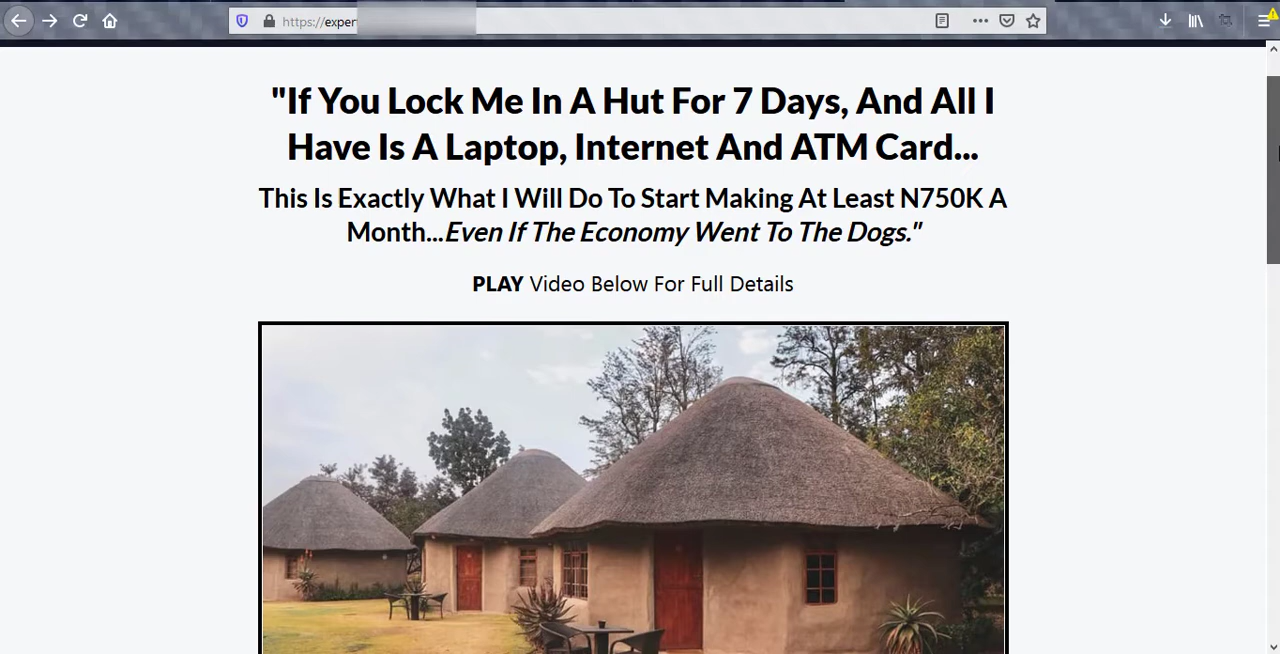 https://exper
"If You Lock Me In A Hut For 7 Days, And All I
Have Is A Laptop, Internet And ATM Card...
This Is Exactly What I Will Do To Start Making At Least N750K A
Month...Even If The Economy Went To The Dogs."
PLAY Video Below For Full Details